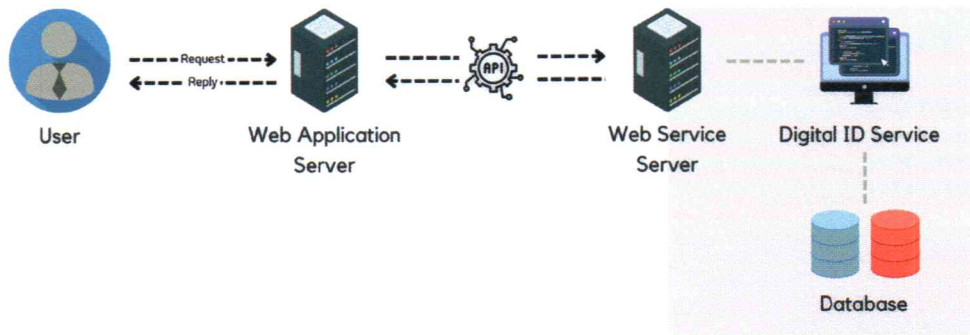 Request
Reply
API
User
Web Application
Server
Web Service
Server
Digital ID Service
Database